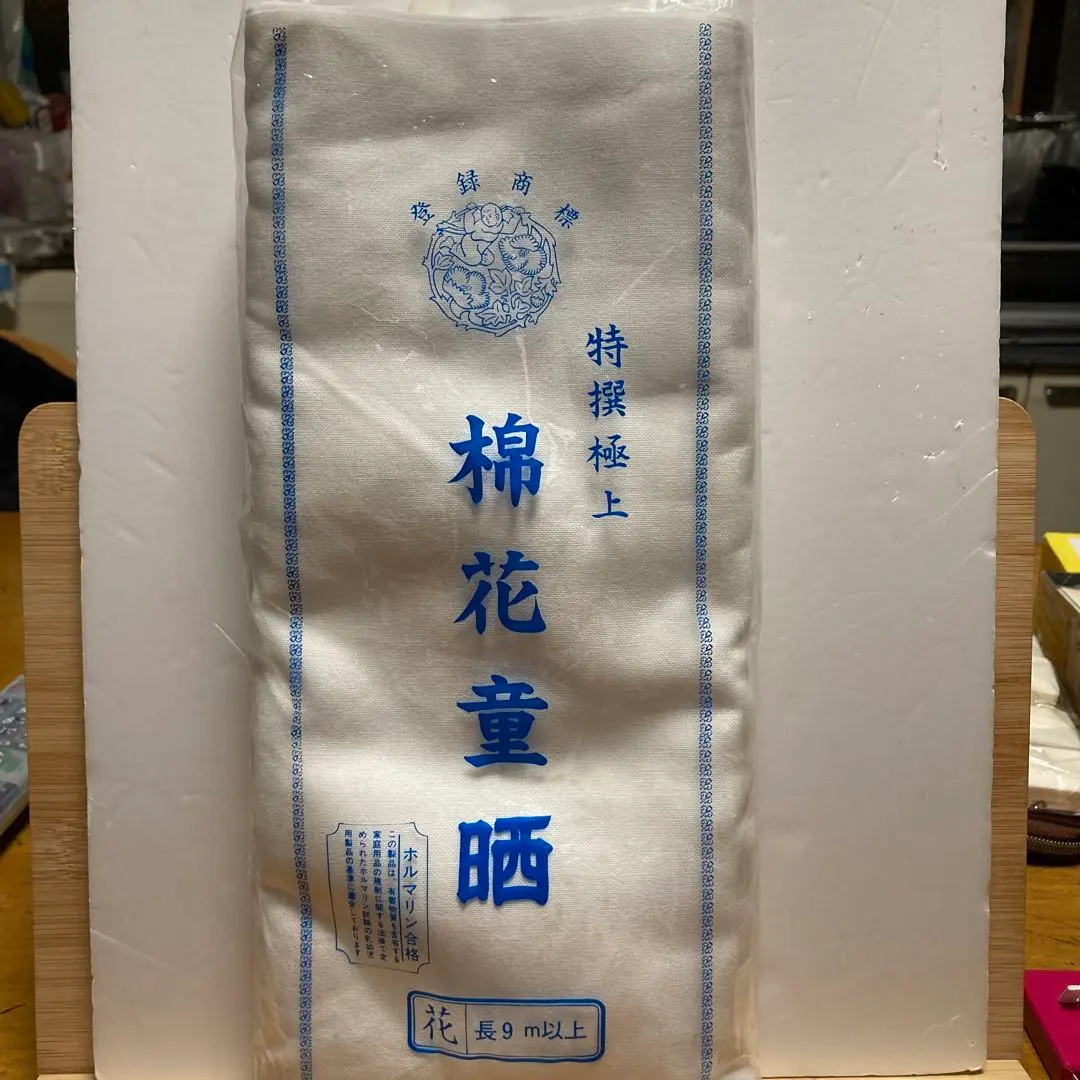 登録商標
特撰極上
棉花童晒
ホルマリン合格
この製品は、有害物質を含有する
家庭用品の規制に関する法律で定
められたホルマリン試験の乳幼児
用製品の基準に適合しております
花
長9m以上